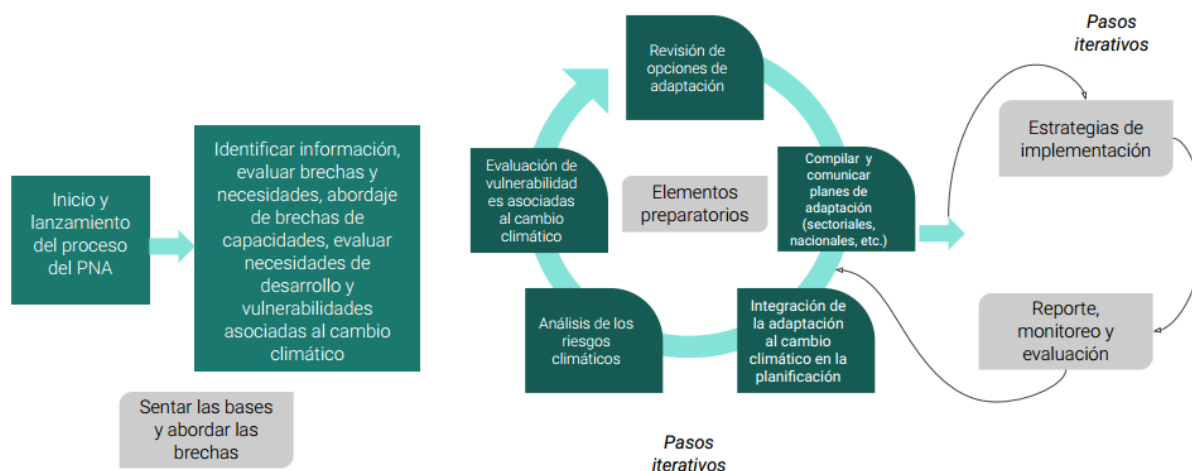 Inicio y
lanzamiento
del proceso
del PNA
Identificar información,
evaluar brechas y
necesidades, abordaje
de brechas de
capacidades, evaluar
necesidades de
desarrollo y
vulnerabilidades
asociadas al cambio
climático
Sentar las bases
y abordar las
brechas
Revisión de
opciones de
adaptación
Evaluación de
vulnerabilidad
es asociadas
al cambio
climático
Elementos
preparatorios
Compilar y
comunicar
planes de
adaptación
(sectoriales,
nacionales, etc.)
Análisis de los
riesgos
climáticos
Integración de
la adaptación
al cambio
climático en la
planificación
Pasos
iterativos
Pasos
iterativos
Estrategias de
implementación
Reporte,
monitoreo y
evaluación